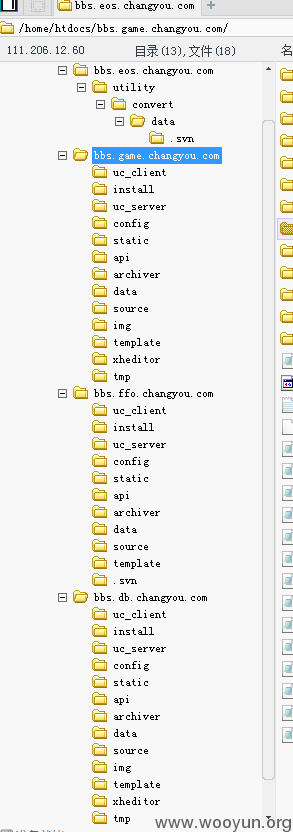 bbs.eos.changyou.com
/home/htdocs/bbs.game.changyou.com/
111.206.12.60 目录(13),文件(18) 名
bbs.eos.changyou.com
utility
convert
data
.svn
bbs.game.changyou.com
uc_client
install
uc_server
config
static
api
archiver
data
source
img
template
xheditor
tmp
bbs.ffo.changyou.com
uc_client
install
uc_server
config
static
api
archiver
data
source
template
.svn
bbs.db.changyou.com
uc_client
install
uc_server
config
static
api
archiver
data
source
img
template
xheditor
tmp
www.wooyun.org